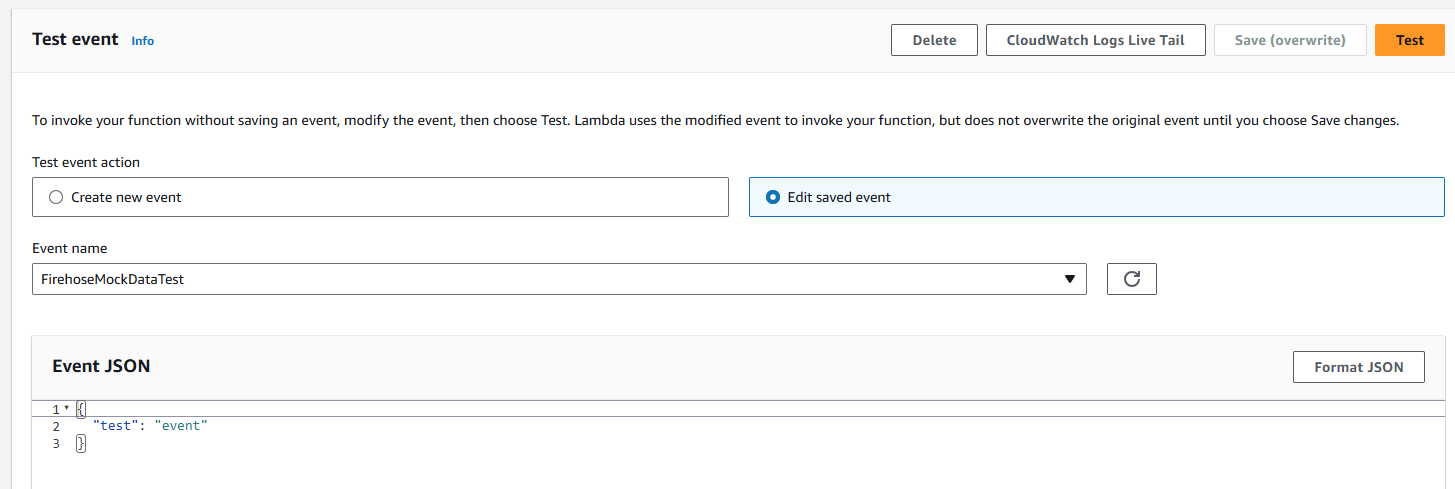 Test event Info Delete CloudWatch Logs Live Tail Save (overwrite) Test
To invoke your function without saving an event, modify the event, then choose Test. Lambda uses the modified event to invoke your function, but does not overwrite the original event until you choose Save changes.
Test event action
Create new event Edit saved event
Event name
FirehoseMockDataTest
Event JSON Format JSON
1 {
2 "test": "event"
3 }